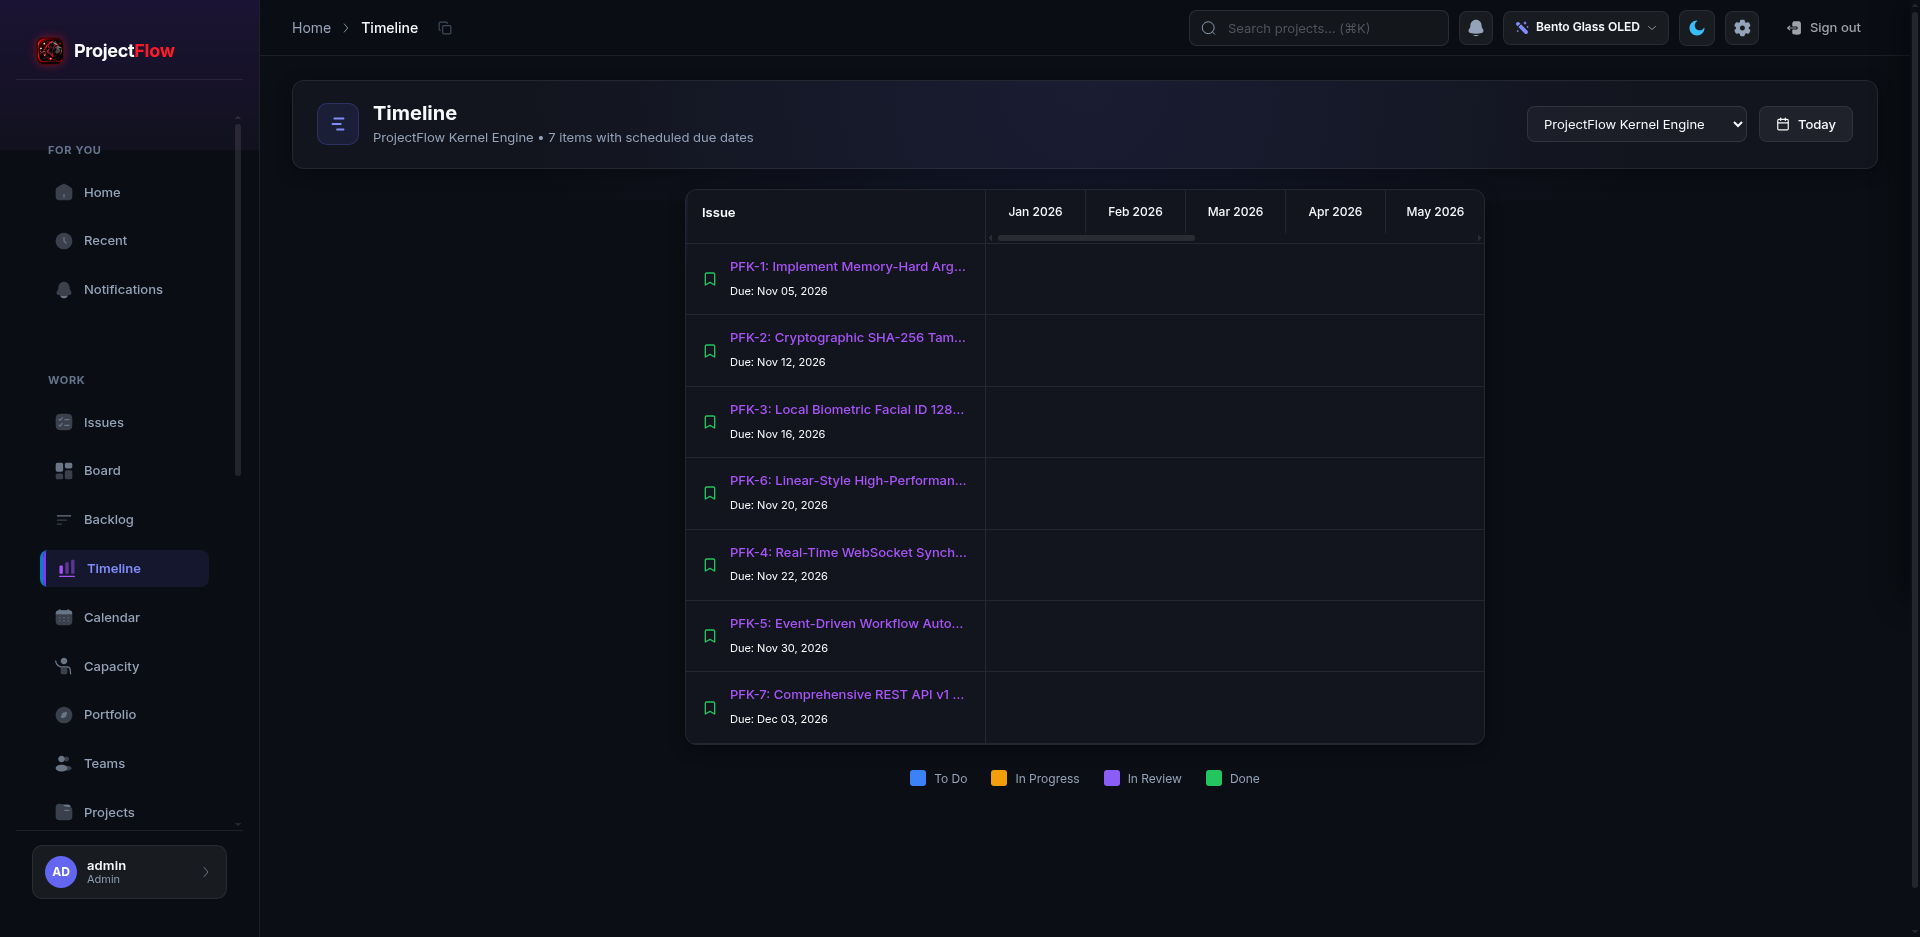 ProjectFlow
FOR YOU
Home
Recent
Notifications
WORK
Issues
Board
Backlog
Timeline
Calendar
Capacity
Portfolio
Teams
Projects
AD
admin
Admin
Home
Timeline
Search projects... (⌘K)
Bento Glass OLED
Sign out
Timeline
ProjectFlow Kernel Engine • 7 items with scheduled due dates
ProjectFlow Kernel Engine
Today
Issue
Jan 2026
Feb 2026
Mar 2026
Apr 2026
May 2026
PFK-1: Implement Memory-Hard Arg...
Due: Nov 05, 2026
PFK-2: Cryptographic SHA-256 Tam...
Due: Nov 12, 2026
PFK-3: Local Biometric Facial ID 128...
Due: Nov 16, 2026
PFK-6: Linear-Style High-Performan...
Due: Nov 20, 2026
PFK-4: Real-Time WebSocket Synch...
Due: Nov 22, 2026
PFK-5: Event-Driven Workflow Auto...
Due: Nov 30, 2026
PFK-7: Comprehensive REST API v1 ...
Due: Dec 03, 2026
To Do
In Progress
In Review
Done